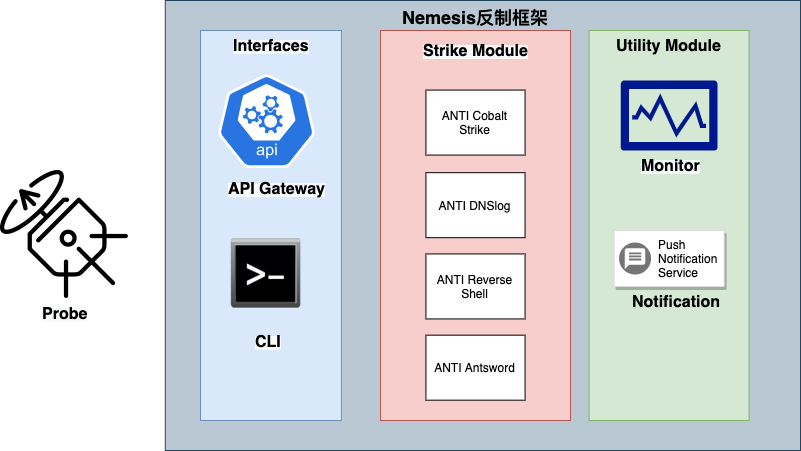 Nemesis反制框架
Probe
Interfaces
api
API Gateway
>-
CLI
Strike Module
ANTI Cobalt
Strike
ANTI DNSlog
ANTI Reverse
Shell
ANTI Antsword
Utility Module
Monitor
Push
Notification
Service
Notification